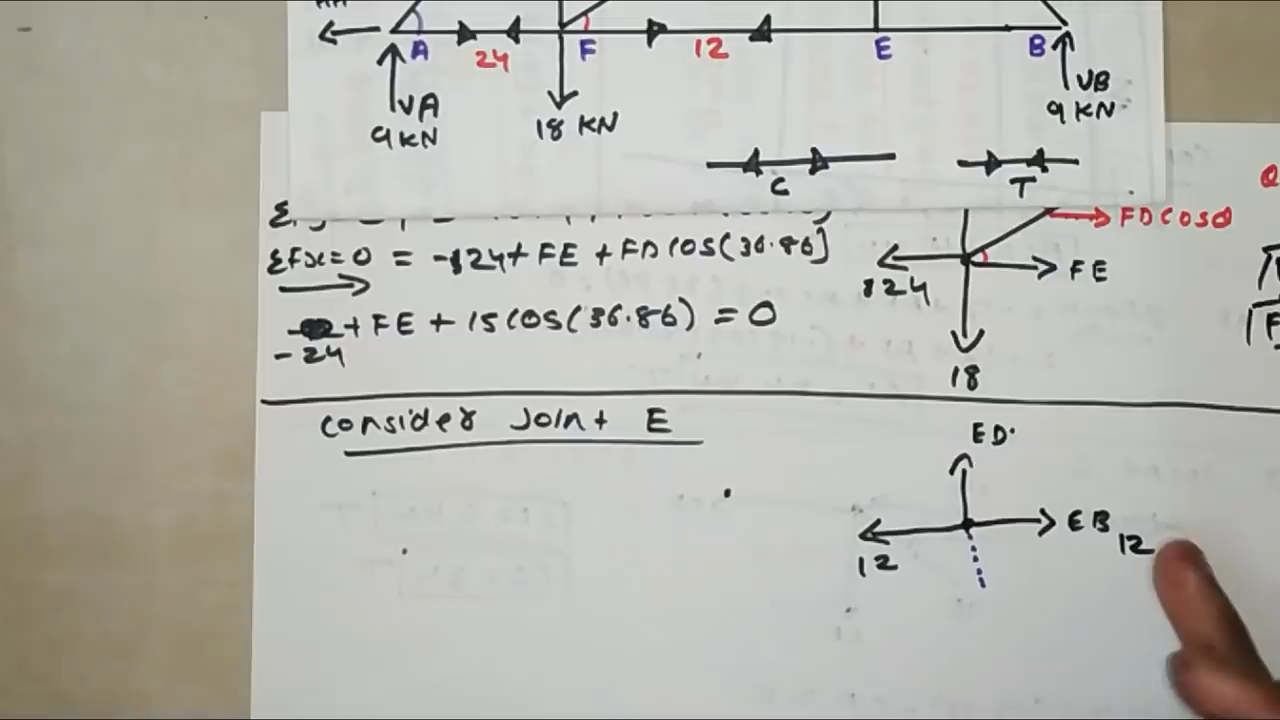 A 24 F 12 E B
VA
9 KN
18 KN
VB
9 KN
C
T
ΣFx=0 = -24+ FE + FD COS(36.86)
-24 + FE + 15 COS(36.86) = 0
FD COSθ
24
FE
18
consider Joint E
ED
12
EB
12